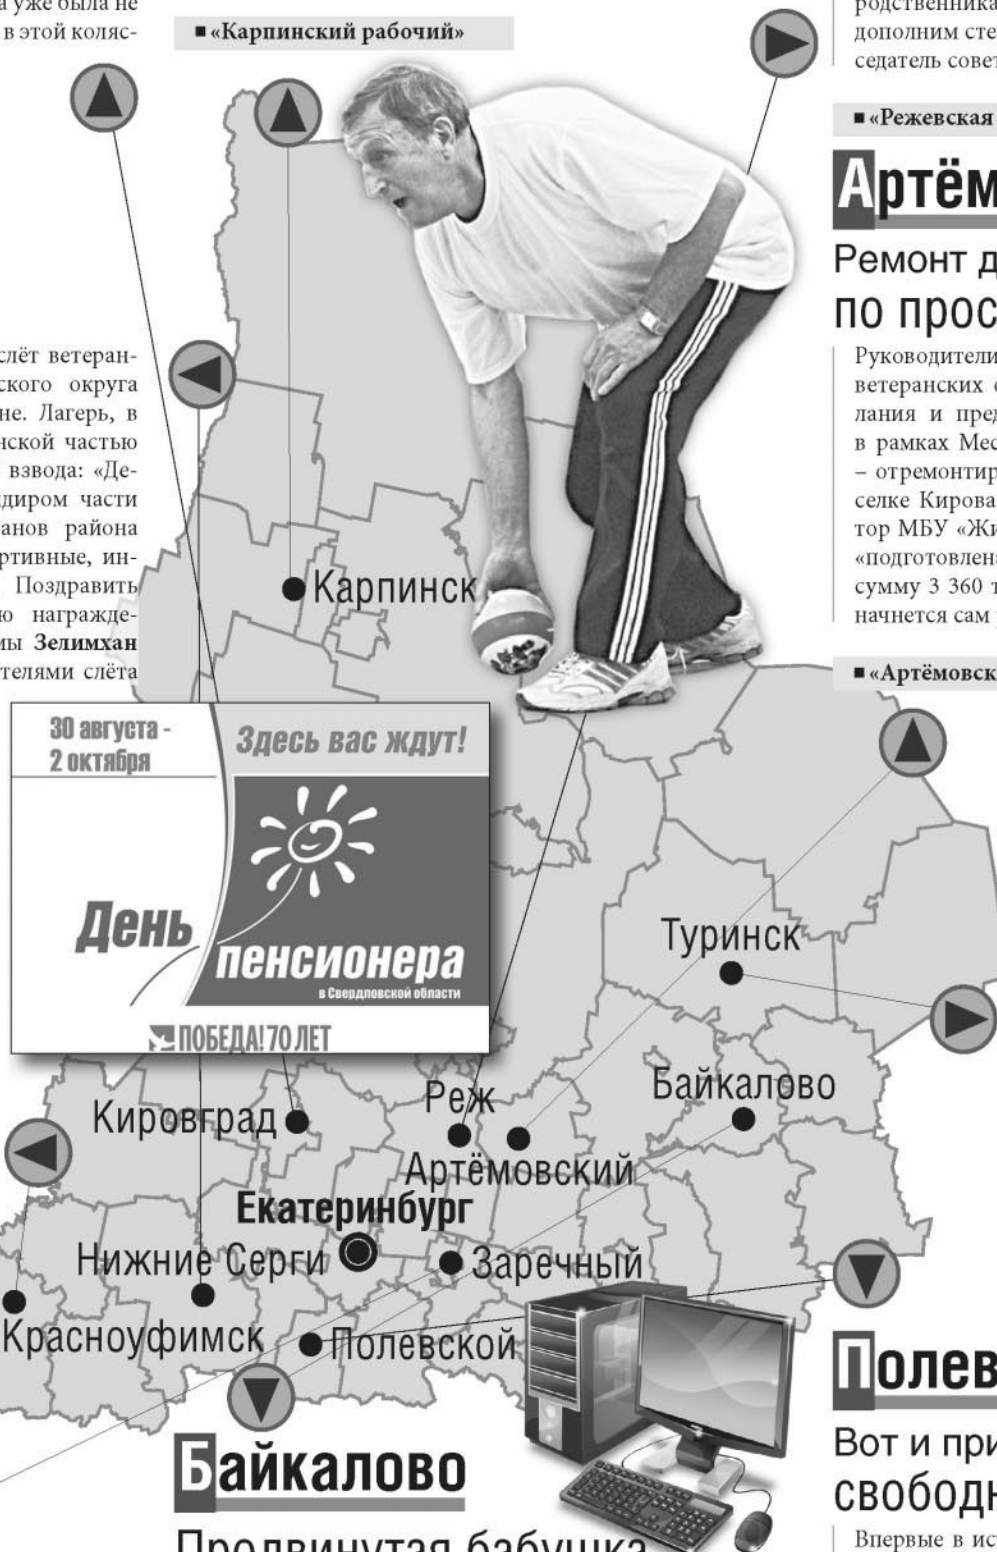 а уже была не
в этой коляс-
■ «Карпинский рабочий»
слёт ветеран-
ского округа
не. Лагерь, в
нской частью
взвода: «Де-
диром части
анов района
ртивные, ин-
Поздравить
ю награжде-
мы Зелимхан
телями слёта
Карпинск
30 августа -
2 октября
Здесь вас ждут!
День
пенсионера
в Свердловской области
ПОБЕДА! 70 ЛЕТ
Туринск
Байкалово
Кировград
Реж
Артёмовский
Екатеринбург
Нижние Серги
Заречный
Красноуфимск
Полевской
Байкалово
Продвинутая бабушка
родственника
дополним сте
седатель совет
■ «Режевская
Артём
Ремонт д
по прос
Руководители
ветеранских
лания и пред
в рамках Мес
– отремонтир
селке Кирова
тор МБУ «Жи
«подготовлена
сумму 3 360 т
начнется сам
■ «Артёмовск
Полев
Вот и при
свободн
Впервые в ис